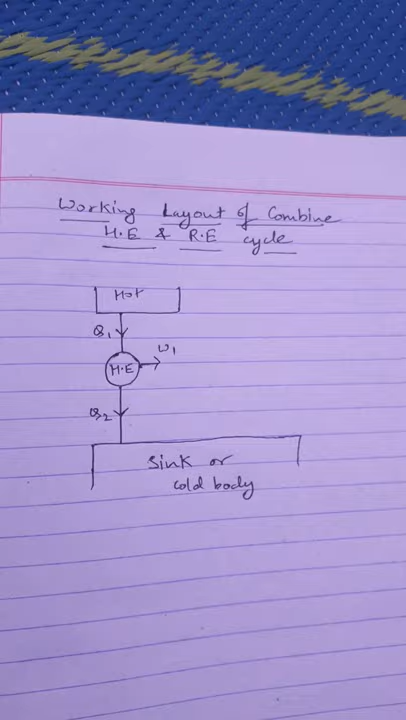 Working Layout of Combine
H.E & R.E cycle
Hot
Q1
W1
H.E
Q2
Sink or
cold body